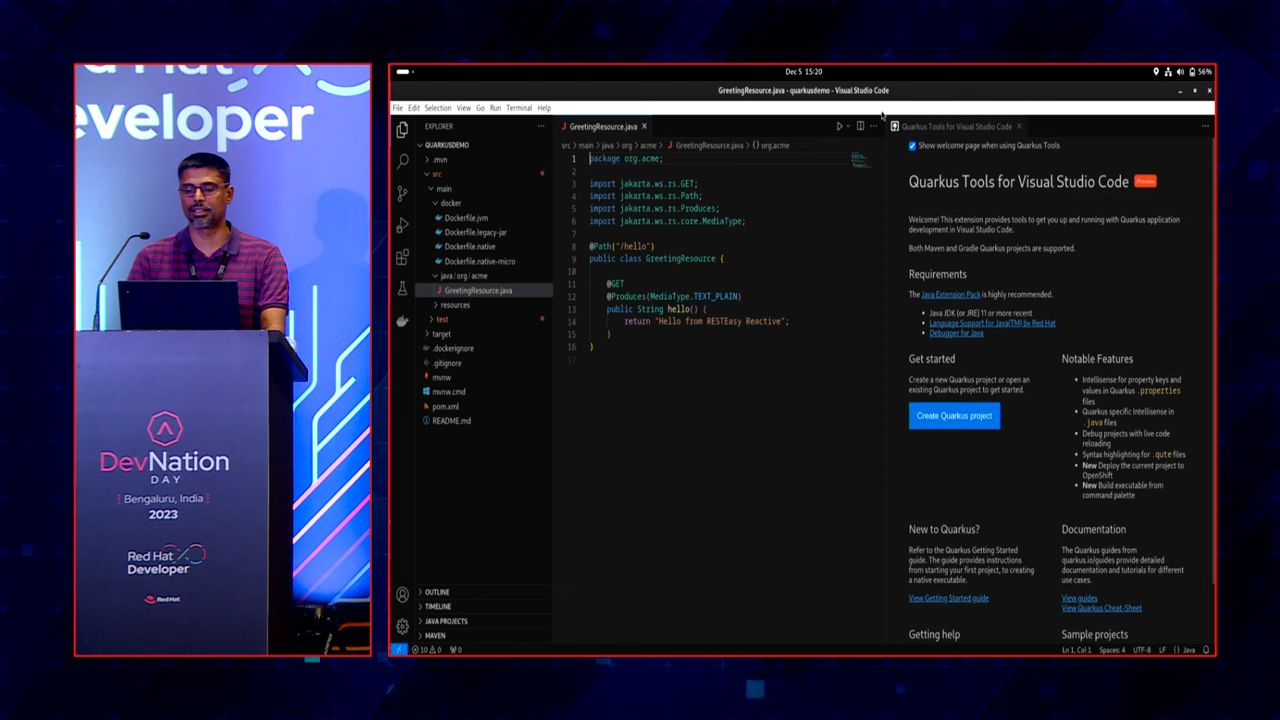 Red Hat
eveloper
DevNation
DAY
Bengaluru, India
2023
Red Hat
Developer
Red Hat
Dec 5 15:20
56%
GreetingResource.java - quarkusdemo - Visual Studio Code
File Edit Selection View Go Run Terminal Help
EXPLORER
QUARKUSDEMO
.mvn
src
main
docker
Dockerfile.jvm
Dockerfile.legacy-jar
Dockerfile.native
Dockerfile.native-micro
java/org/acme
GreetingResource.java
resources
test
target
.dockerignore
.gitignore
mvnw
mvnw.cmd
pom.xml
README.md
OUTLINE
TIMELINE
JAVA PROJECTS
MAVEN
GreetingResource.java
src > main > java > org > acme > GreetingResource.java > {} org.acme
1 package org.acme;
2
3 import jakarta.ws.rs.GET;
4 import jakarta.ws.rs.Path;
5 import jakarta.ws.rs.Produces;
6 import jakarta.ws.rs.core.MediaType;
7
8 @Path("/hello")
9 public class GreetingResource {
10
11 @GET
12 @Produces(MediaType.TEXT_PLAIN)
13 public String hello() {
14 return "Hello from RESTEasy Reactive";
15 }
16 }
17
Quarkus Tools for Visual Studio Code
Show welcome page when using Quarkus Tools
Quarkus Tools for Visual Studio Code Preview
Welcome! This extension provides tools to get you up and running with Quarkus application
development in Visual Studio Code.
Both Maven and Gradle Quarkus projects are supported.
Requirements
The Java Extension Pack is highly recommended.
Java JDK (or JRE) 11 or more recent
Language Support for Java(TM) by Red Hat
Debugger for Java
Get started
Create a new Quarkus project or open an
existing Quarkus project to get started.
Create Quarkus project
Notable Features
Intellisense for property keys and
values in Quarkus .properties
files
Quarkus specific Intellisense in
.java files
Debug projects with live code
reloading
Syntax highlighting for .qute files
New Deploy the current project to
OpenShift
New Build executable from
command palette
New to Quarkus?
Refer to the Quarkus Getting Started
guide. The guide provides instructions
from starting your first project, to creating
a native executable.
View Getting Started guide
Documentation
The Quarkus guides from
quarkus.io/guides provide detailed
documentation and tutorials for different
use cases.
View guides
View Quarkus Cheat-Sheet
Getting help
Sample projects
10 0 0
Ln 1, Col 1 Spaces: 4 UTF-8 LF {} Java